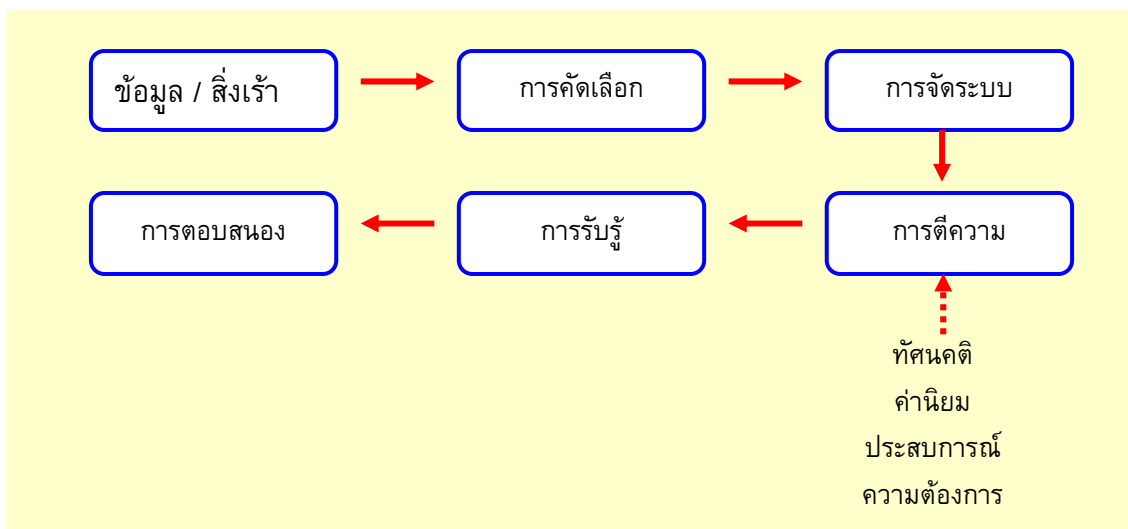 ข้อมูล / สิ่งเร้า
การคัดเลือก
การจัดระบบ
การตอบสนอง
การรับรู้
การตีความ
ทัศนคติ
ค่านิยม
ประสบการณ์
ความต้องการ